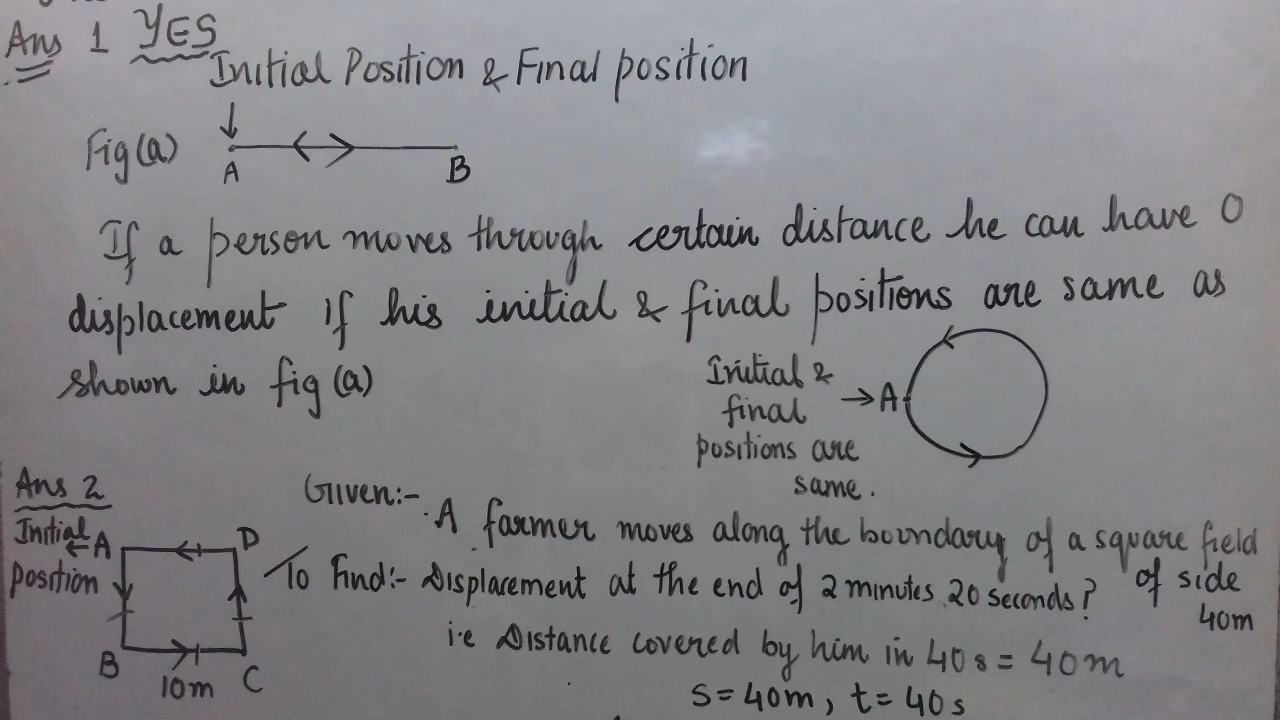 Ans 1 YES
Initial Position & Final position
Fig(a) A B
If a person moves through certain distance he can have 0
displacement if his initial & final positions are same as
shown in fig (a)
Initial &
final → A
positions are
same.
Ans 2
Given:- A farmer moves along the boundary of a square field
of side
40m
Initial ← A D
position
B 10m C
To Find:- Displacement at the end of 2 minutes 20 seconds?
i.e Distance covered by him in 40s = 40m
s = 40m, t = 40s